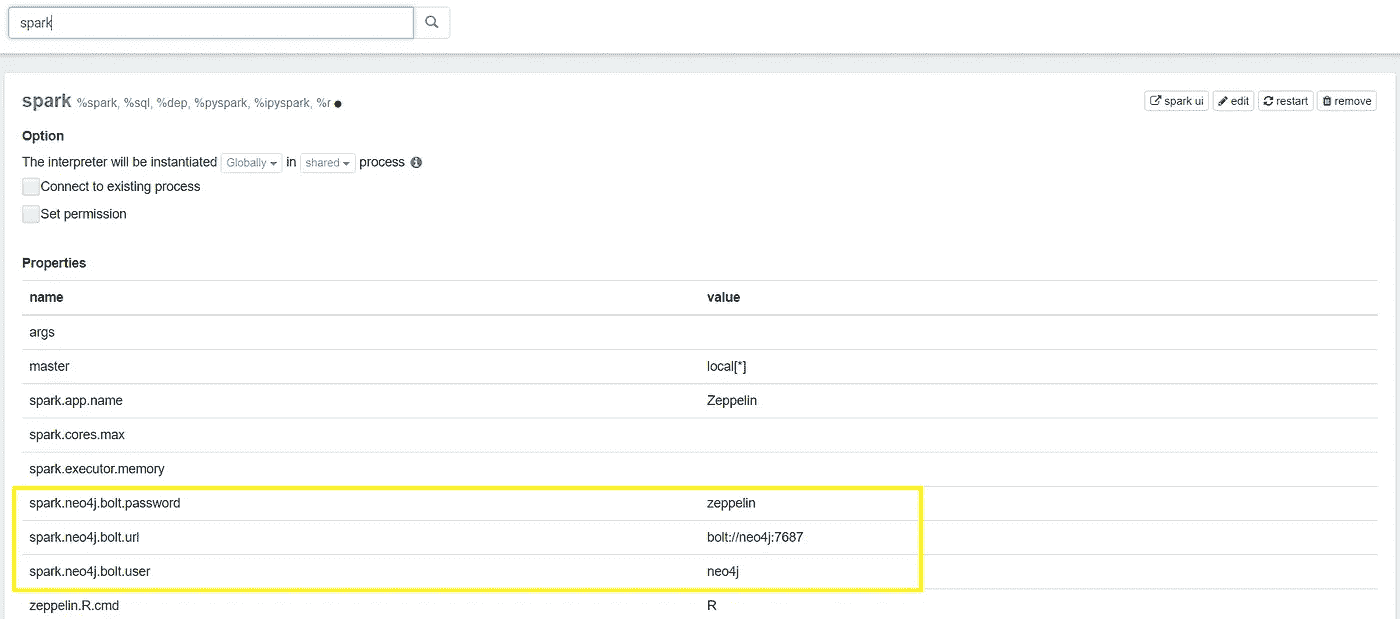 spark
spark %spark, %sql, %dep, %pyspark, %ipyspark, %r ●
spark ui edit restart remove
Option
The interpreter will be instantiated Globally in shared process
Connect to existing process
Set permission
Properties
name value
args
master local[*]
spark.app.name Zeppelin
spark.cores.max
spark.executor.memory
spark.neo4j.bolt.password zeppelin
spark.neo4j.bolt.url bolt://neo4j:7687
spark.neo4j.bolt.user neo4j
zeppelin.R.cmd R